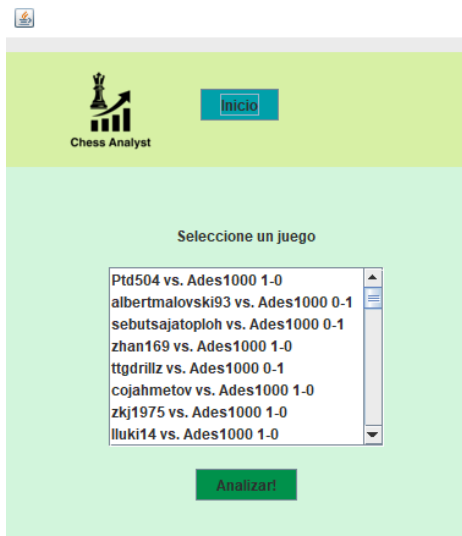 Chess Analyst
Inicio
Seleccione un juego
Ptd504 vs. Ades1000 1-0
albertmalovski93 vs. Ades1000 0-1
sebutsajatoploh vs. Ades1000 0-1
zhan169 vs. Ades1000 1-0
ttgdrillz vs. Ades1000 0-1
cojahmetov vs. Ades1000 1-0
zkj1975 vs. Ades1000 1-0
lluki14 vs. Ades1000 1-0
Analizar!